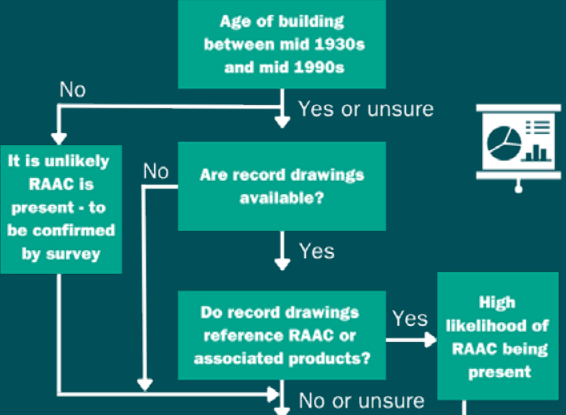 Age of building
between mid 1930s
and mid 1990s
No
Yes or unsure
It is unlikely
RAAC is
present - to
be confirmed
by survey
No
Are record drawings
available?
Yes
Do record drawings
reference RAAC or
associated products?
Yes
High
likelihood of
RAAC being
present
No or unsure